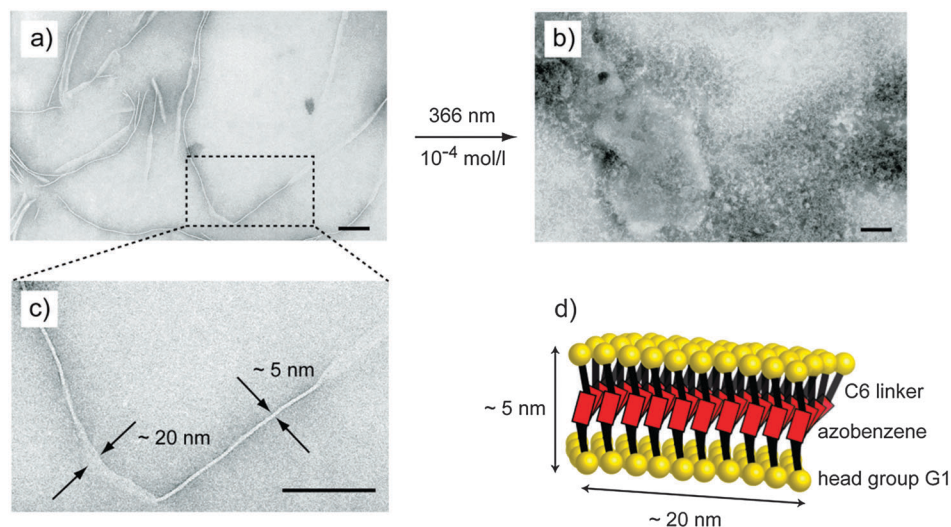 a)
366 nm
10⁻⁴ mol/l
b)
c)
~ 5 nm
~ 20 nm
d)
~ 5 nm
C6 linker
azobenzene
head group G1
~ 20 nm